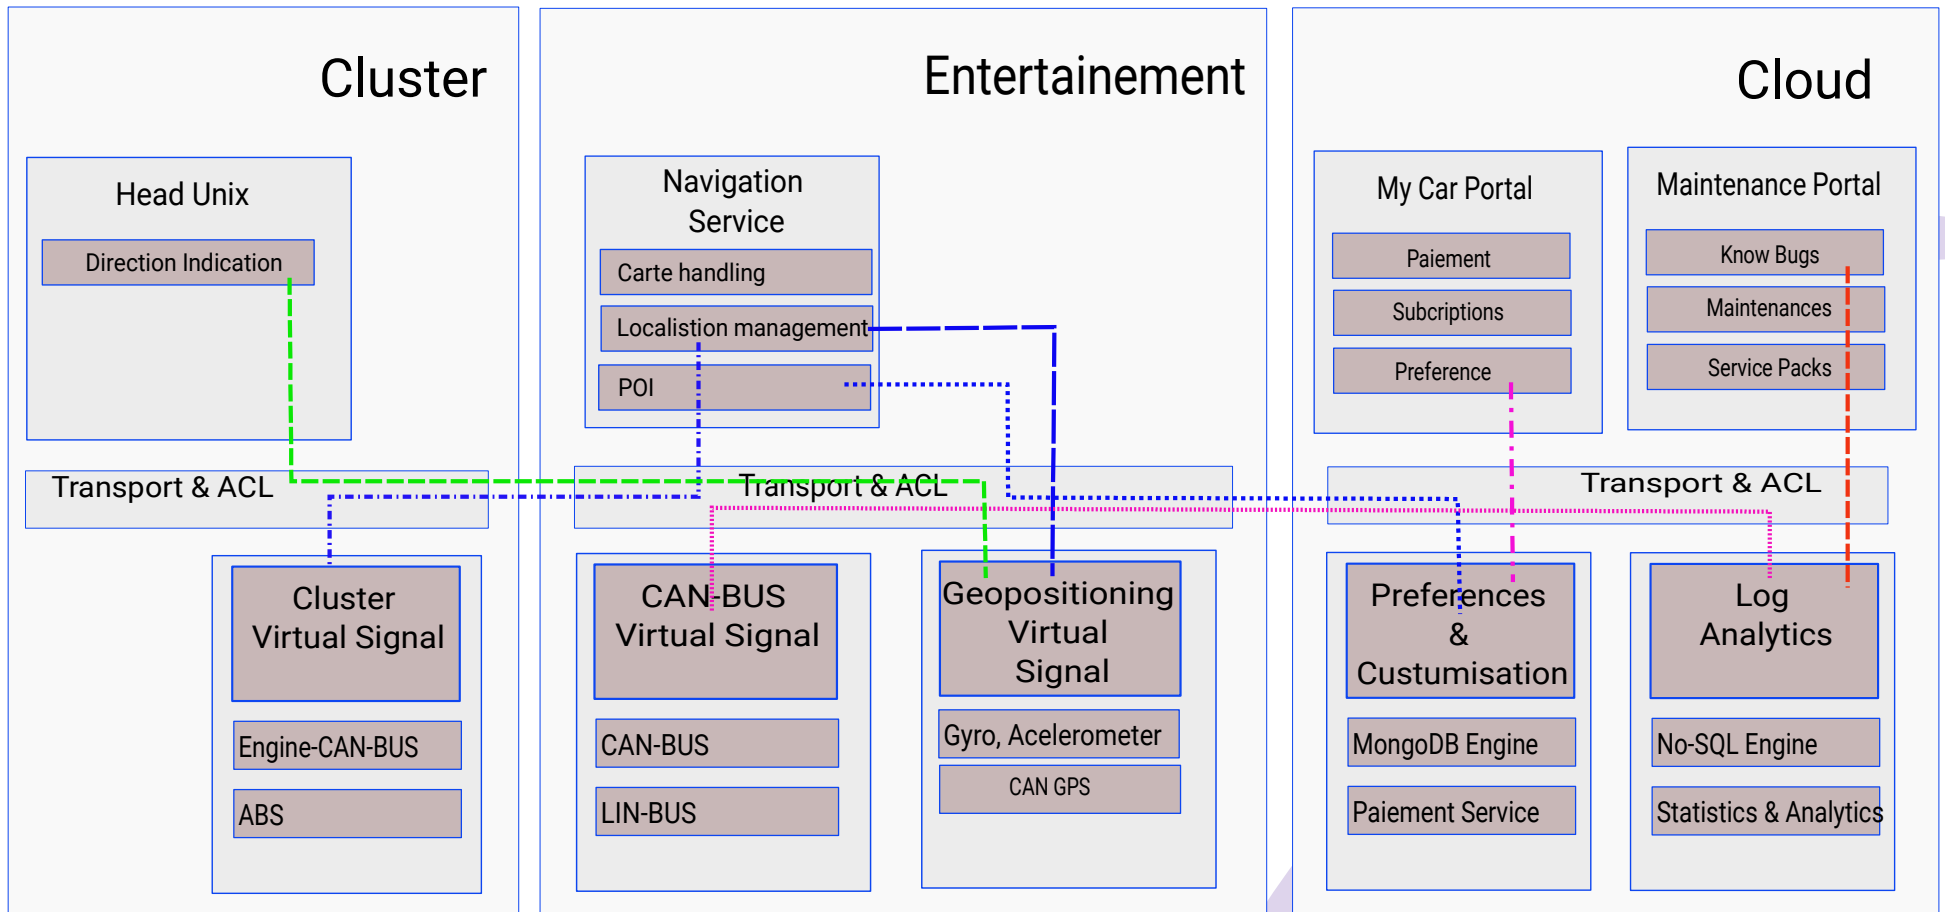 Cluster
Head Unix
Direction Indication
Transport & ACL
Cluster
Virtual Signal
Engine-CAN-BUS
ABS
Entertainement
Navigation
Service
Carte handling
Localistion management
POI
Transport & ACL
CAN-BUS
Virtual Signal
CAN-BUS
LIN-BUS
Geopositioning
Virtual
Signal
Gyro, Acelerometer
CAN GPS
Cloud
My Car Portal
Paiement
Subcriptions
Preference
Maintenance Portal
Know Bugs
Maintenances
Service Packs
Transport & ACL
Preferences
&
Custumisation
MongoDB Engine
Paiement Service
Log
Analytics
No-SQL Engine
Statistics & Analytics